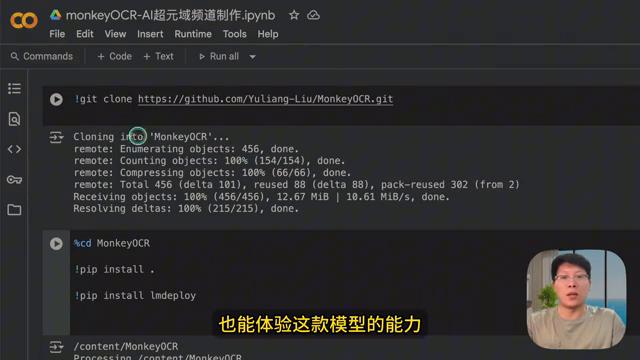 monkeyOCR-AI超元域频道制作.ipynb
File Edit View Insert Runtime Tools Help
Commands + Code + Text Run all
!git clone https://github.com/Yuliang-Liu/MonkeyOCR.git
Cloning into 'MonkeyOCR'...
remote: Enumerating objects: 456, done.
remote: Counting objects: 100% (154/154), done.
remote: Compressing objects: 100% (66/66), done.
remote: Total 456 (delta 101), reused 88 (delta 88), pack-reused 302 (from 2)
Receiving objects: 100% (456/456), 12.67 MiB | 10.61 MiB/s, done.
Resolving deltas: 100% (215/215), done.
%cd MonkeyOCR
!pip install .
!pip install lmdeploy
也能体验这款模型的能力
/content/MonkeyOCR
Processing /content/MonkeyOCR